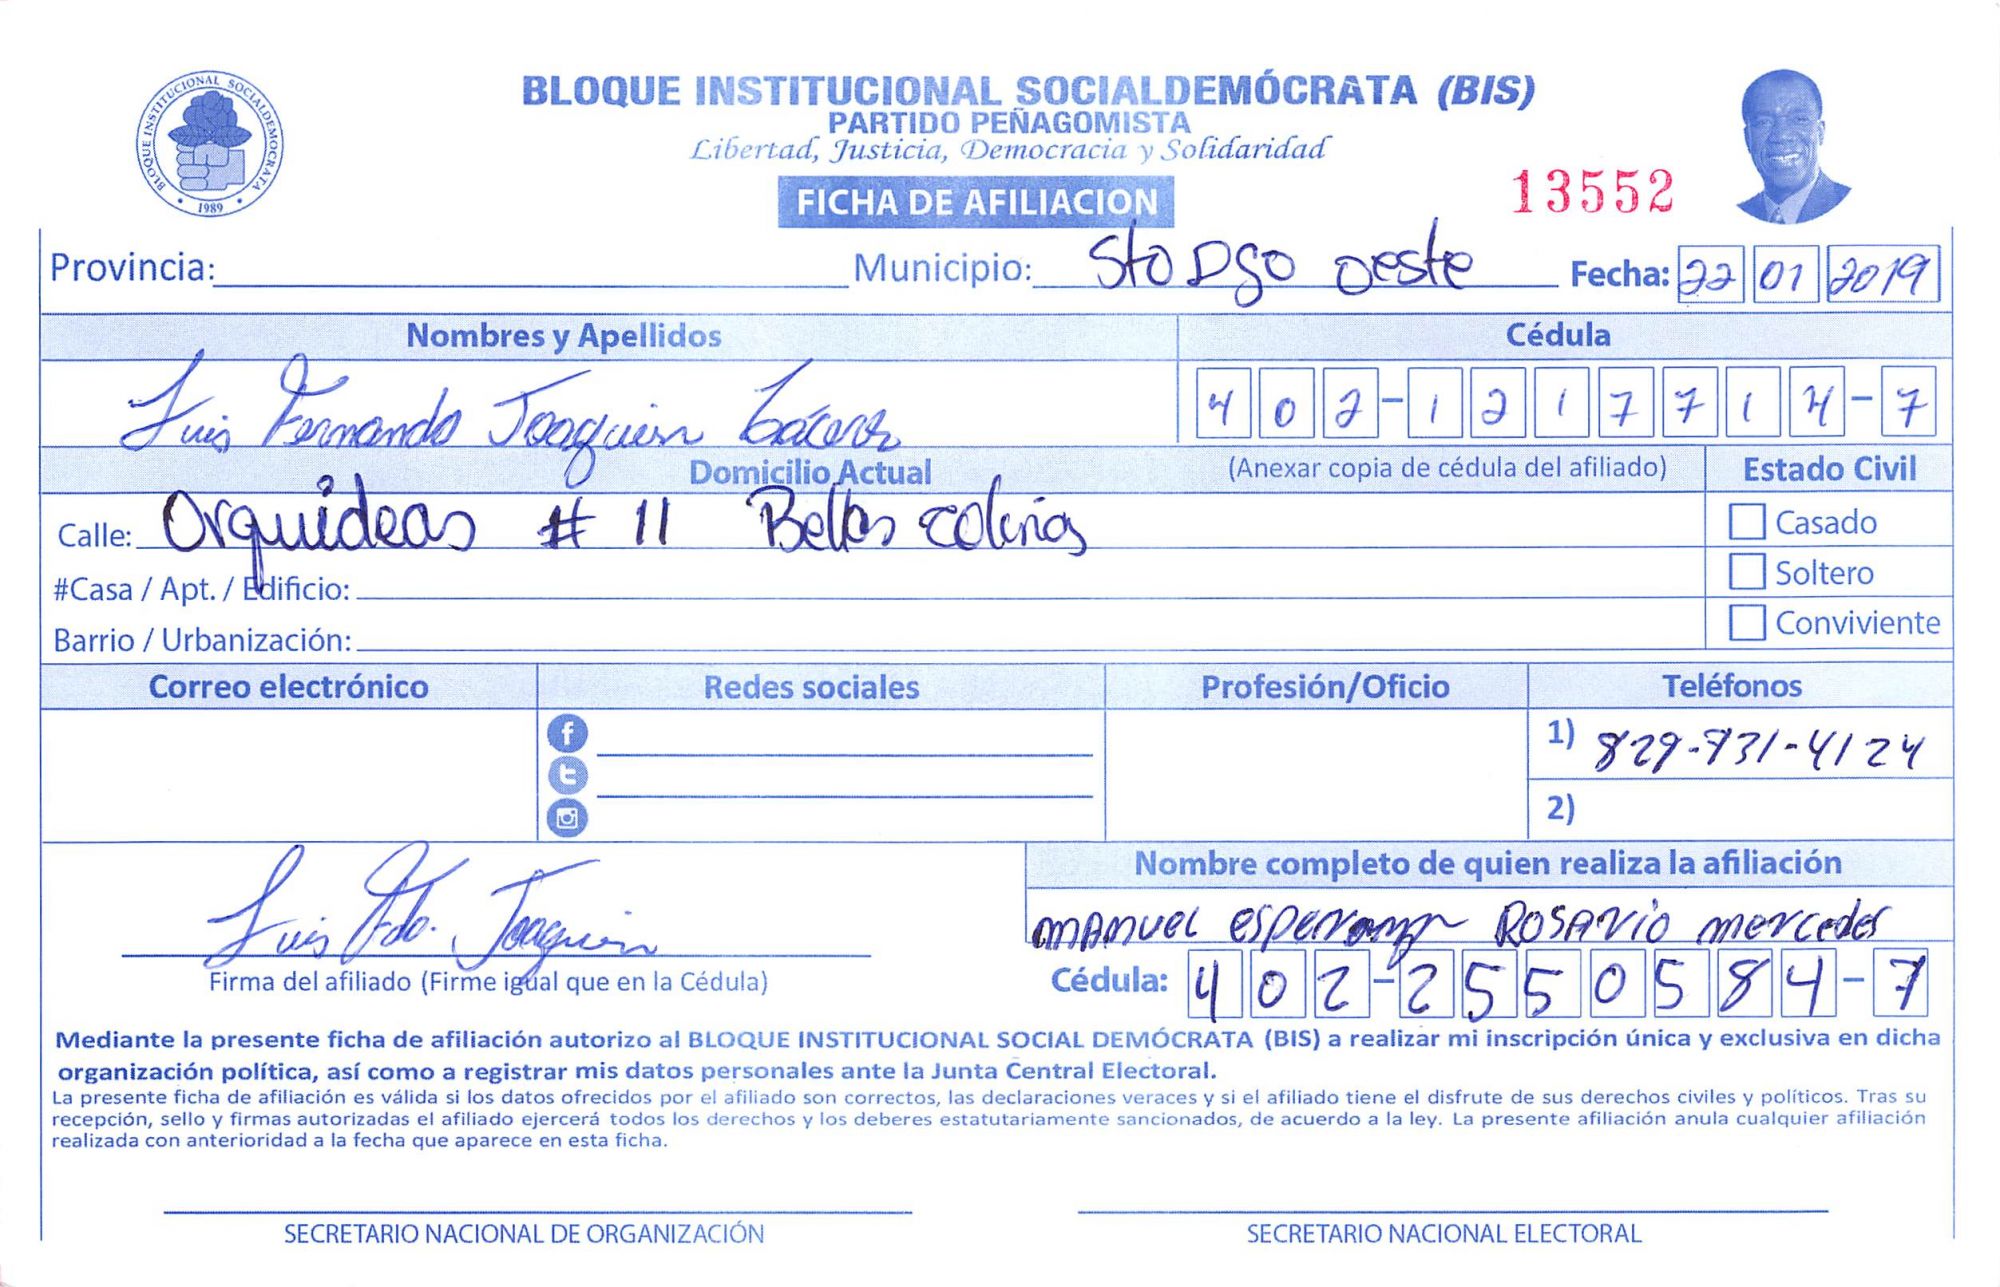 BLOQUE INSTITUCIONAL SOCIALDEMOCRATA
1989
BLOQUE INSTITUCIONAL SOCIALDEMÓCRATA (BIS)
PARTIDO PEÑAGOMISTA
Libertad, Justicia, Democracia y Solidaridad
FICHA DE AFILIACION
13552
Provincia: Municipio: Sto Dgo oeste Fecha: 22 01 2019
Nombres y Apellidos Cédula
Luis Fernando Joaquien Cáceres 402-1217714-7
Domicilio Actual (Anexar copia de cédula del afiliado) Estado Civil
Calle: Orquideas # 11 Bellas Colinas Casado
#Casa / Apt. / Edificio: Soltero
Barrio / Urbanización: Conviviente
Correo electrónico Redes sociales Profesión/Oficio Teléfonos
1) 829-731-4124
2)
Nombre completo de quien realiza la afiliación
Luis Fdo. Joaquien manuel esperanza ROSARIO mercedes
Firma del afiliado (Firme igual que en la Cédula) Cédula: 402-2550584-7
Mediante la presente ficha de afiliación autorizo al BLOQUE INSTITUCIONAL SOCIAL DEMÓCRATA (BIS) a realizar mi inscripción única y exclusiva en dicha
organización política, así como a registrar mis datos personales ante la Junta Central Electoral.
La presente ficha de afiliación es válida si los datos ofrecidos por el afiliado son correctos, las declaraciones veraces y si el afiliado tiene el disfrute de sus derechos civiles y políticos. Tras su
recepción, sello y firmas autorizadas el afiliado ejercerá todos los derechos y los deberes estatutariamente sancionados, de acuerdo a la ley. La presente afiliación anula cualquier afiliación
realizada con anterioridad a la fecha que aparece en esta ficha.
SECRETARIO NACIONAL DE ORGANIZACIÓN SECRETARIO NACIONAL ELECTORAL